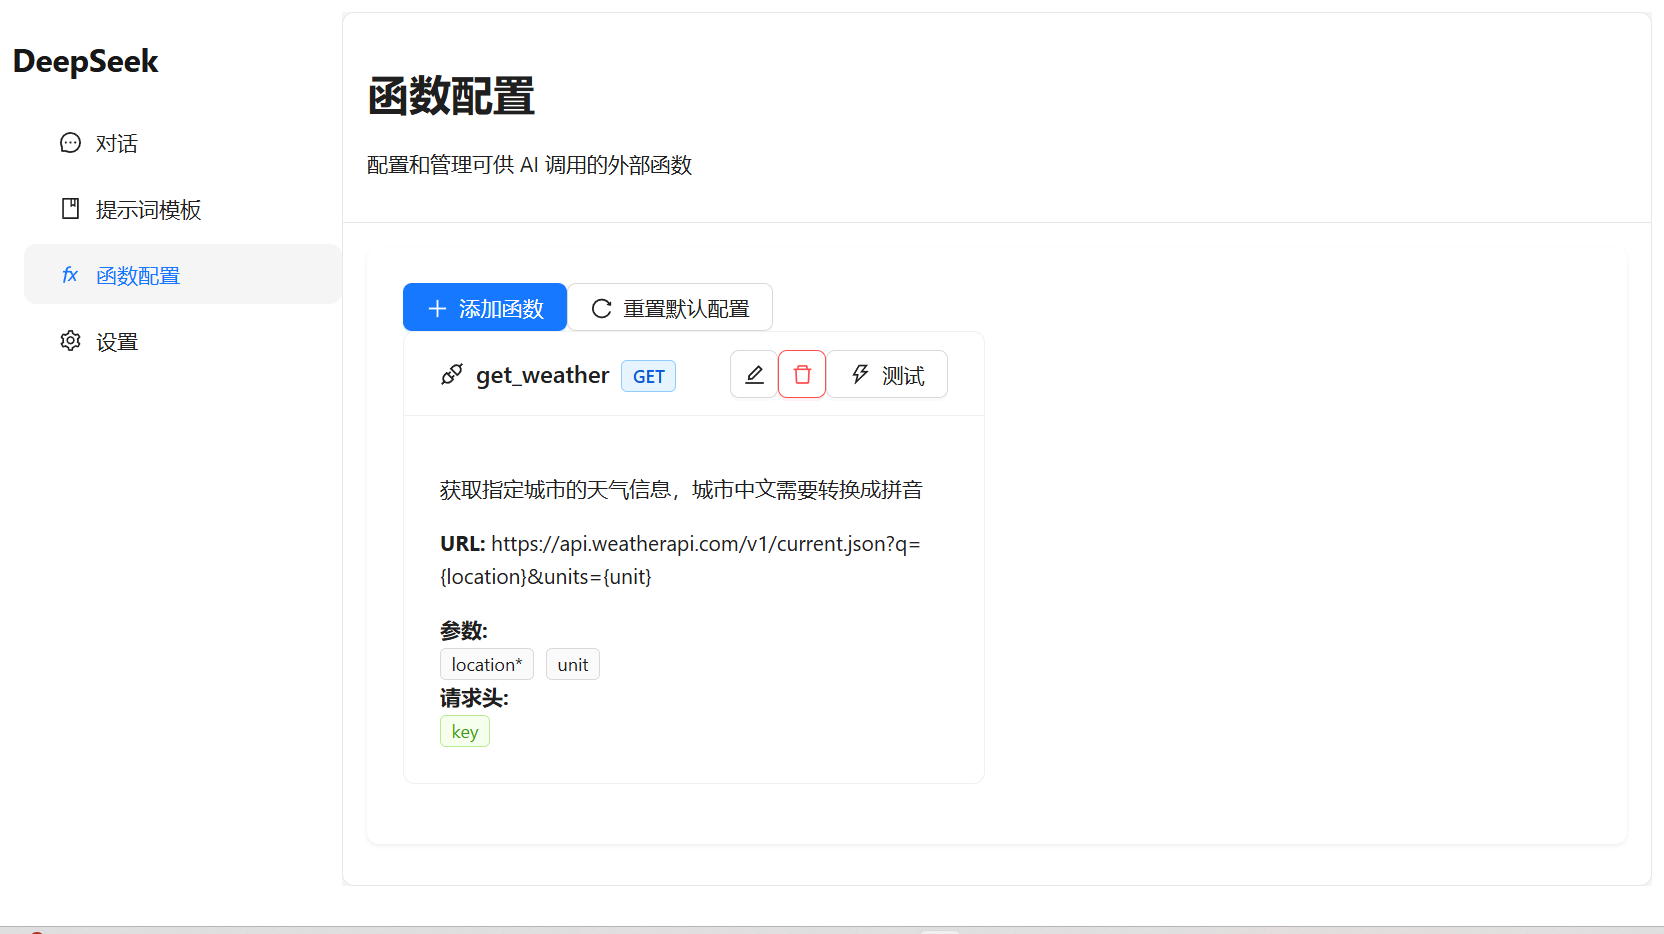 DeepSeek
对话
提示词模板
fx 函数配置
设置
函数配置
配置和管理可供 AI 调用的外部函数
添加函数
重置默认配置
get_weather GET
测试
获取指定城市的天气信息，城市中文需要转换成拼音
URL: https://api.weatherapi.com/v1/current.json?q=
{location}&units={unit}
参数:
location* unit
请求头:
key